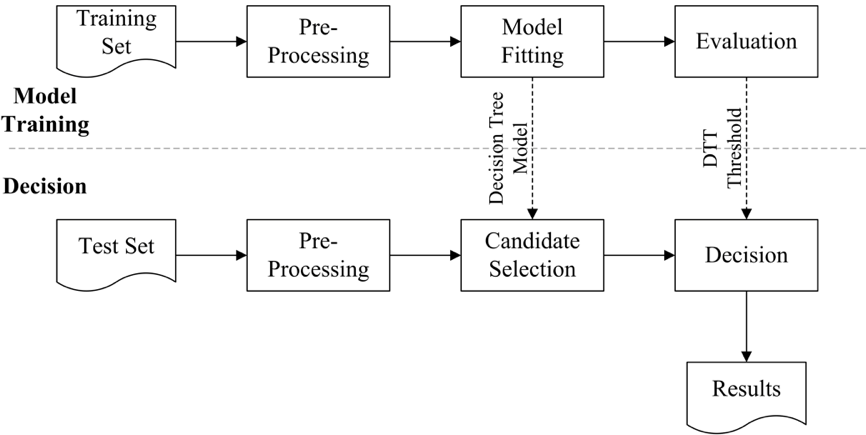 Training
Set
Pre-
Processing
Model
Fitting
Evaluation
Model
Training
Decision Tree
Model
DTT
Threshold
Decision
Test Set
Pre-
Processing
Candidate
Selection
Decision
Results